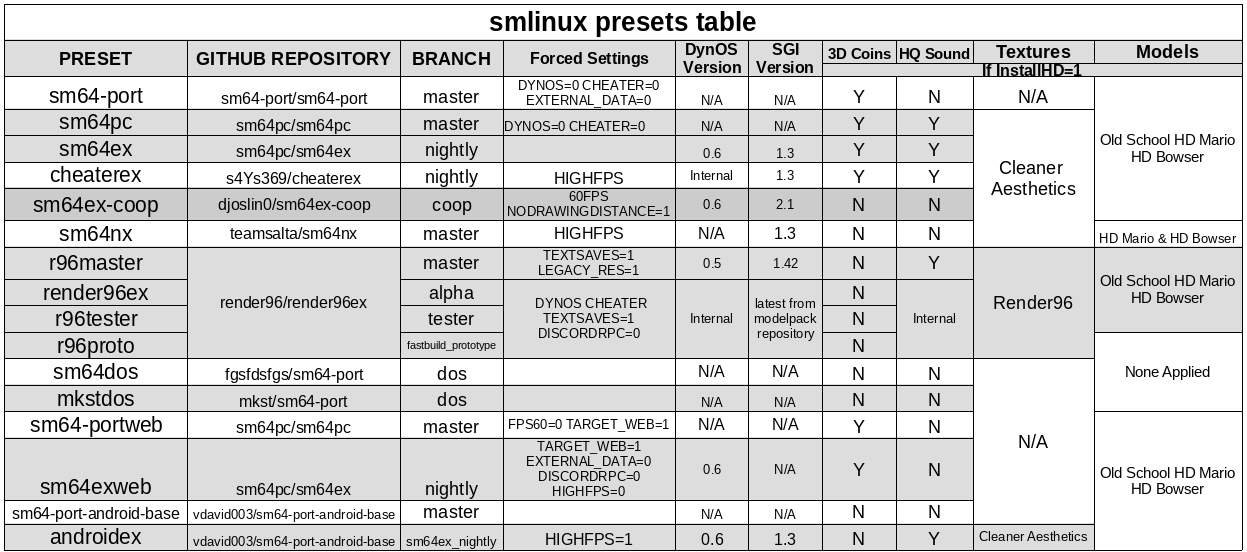 smlinux presets table
PRESET GITHUB REPOSITORY BRANCH Forced Settings DynOS Version SGI Version 3D Coins HQ Sound Textures Models
If InstallHD=1
sm64-port sm64-port/sm64-port master DYNOS=0 CHEATER=0 EXTERNAL_DATA=0 N/A N/A Y N N/A Old School HD Mario HD Bowser
sm64pc sm64pc/sm64pc master DYNOS=0 CHEATER=0 N/A N/A Y Y Cleaner Aesthetics
sm64ex sm64pc/sm64ex nightly 0.6 1.3 Y Y
cheaterex s4Ys369/cheaterex nightly HIGHFPS Internal 1.3 Y Y
sm64ex-coop djoslin0/sm64ex-coop coop 60FPS NODRAWINGDISTANCE=1 0.6 2.1 N N
sm64nx teamsalta/sm64nx master HIGHFPS N/A 1.3 N N HD Mario & HD Bowser
r96master render96/render96ex master TEXTSAVES=1 LEGACY_RES=1 0.5 1.42 N Y Render96 Old School HD Mario HD Bowser
render96ex alpha DYNOS CHEATER TEXTSAVES=1 DISCORDRPC=0 Internal latest from modelpack repository N Internal
r96tester tester N
r96proto fastbuild_prototype N None Applied
sm64dos fgsfdsfgs/sm64-port dos N/A N/A N N N/A
mkstdos mkst/sm64-port dos N/A N/A N N
sm64-portweb sm64pc/sm64pc master FPS60=0 TARGET_WEB=1 N/A N/A Y N Old School HD Mario HD Bowser
sm64exweb sm64pc/sm64ex nightly TARGET_WEB=1 EXTERNAL_DATA=0 DISCORDRPC=0 HIGHFPS=0 0.6 N/A Y N
sm64-port-android-base vdavid003/sm64-port-android-base master N/A N/A N N
androidex vdavid003/sm64-port-android-base sm64ex_nightly HIGHFPS=1 0.6 1.3 N Y Cleaner Aesthetics